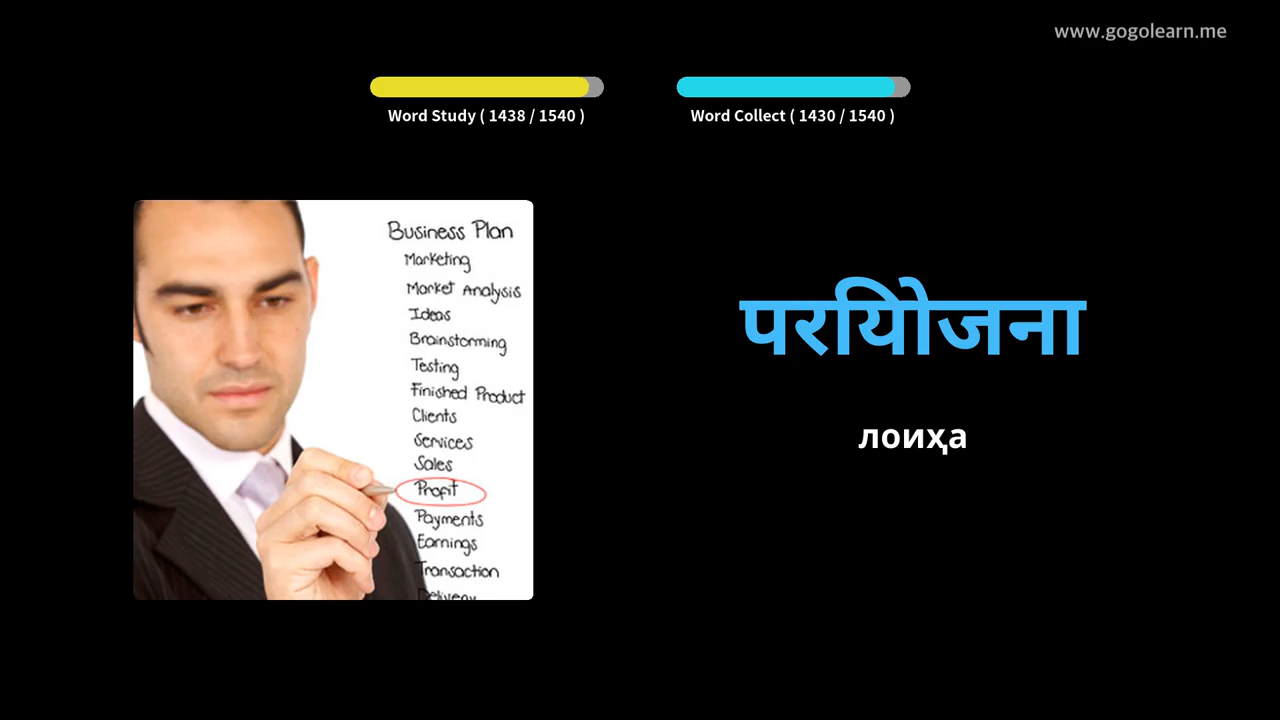 www.gogolearn.me
Word Study ( 1438 / 1540 )
Word Collect ( 1430 / 1540 )
Business Plan
Marketing
Market Analysis
Ideas
Brainstorming
Testing
Finished Product
Clients
Services
Sales
Profit
Payments
Earnings
Transaction
Delivery
परियोजना
лоиҳа